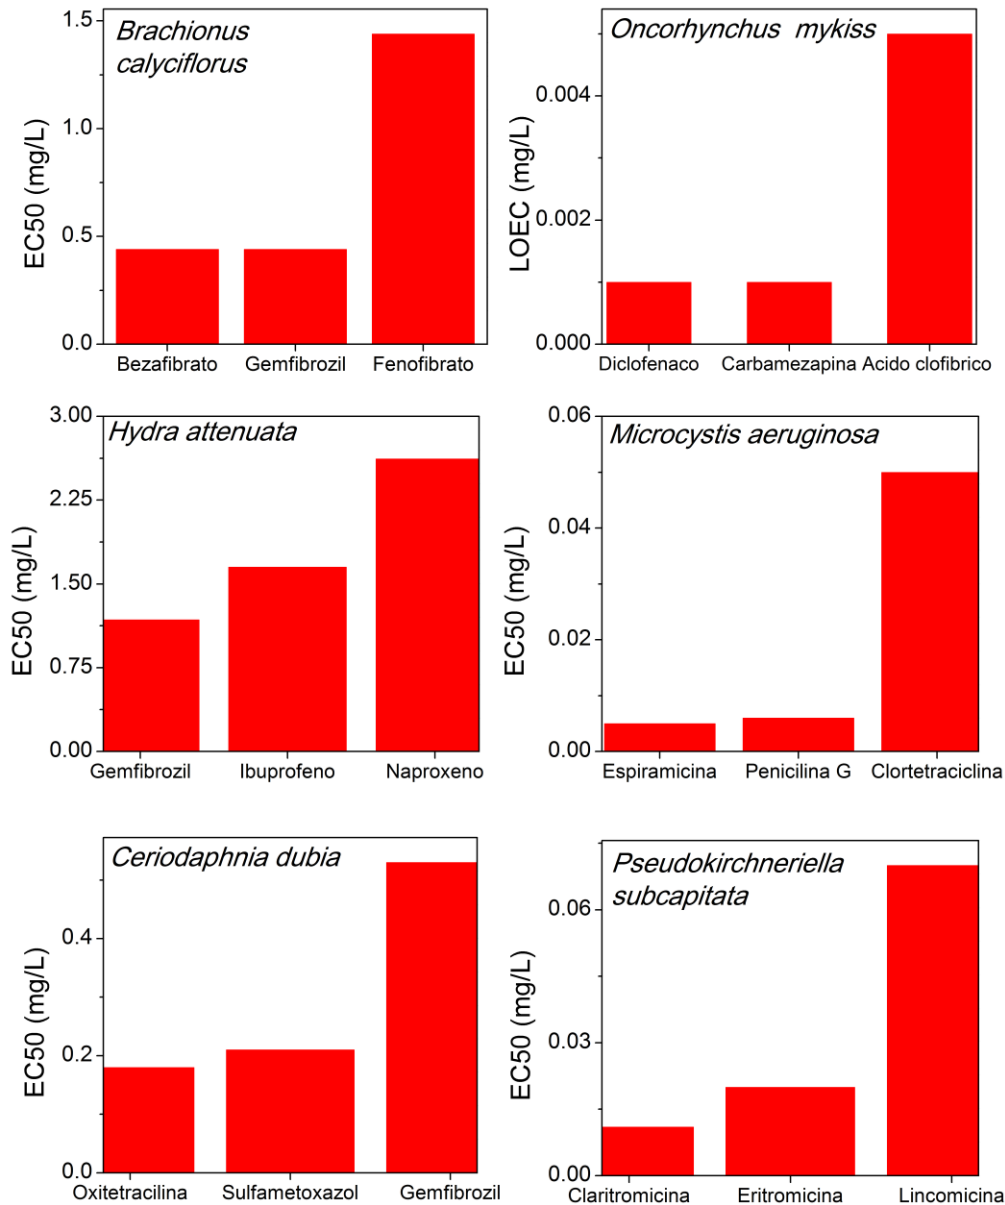 Brachionus
calyciflorus
EC50 (mg/L)
1.5
1.0
0.5
0.0
Bezafibrato Gemfibrozil Fenofibrato
Oncorhynchus mykiss
LOEC (mg/L)
0.004
0.002
0.000
Diclofenaco Carbamezapina Acido clofibrico
Hydra attenuata
EC50 (mg/L)
3.00
2.25
1.50
0.75
0.00
Gemfibrozil Ibuprofeno Naproxeno
Microcystis aeruginosa
EC50 (mg/L)
0.06
0.04
0.02
0.00
Espiramicina Penicilina G Clortetraciclina
Ceriodaphnia dubia
EC50 (mg/L)
0.4
0.2
0.0
Oxitetracilina Sulfametoxazol Gemfibrozil
Pseudokirchneriella
subcapitata
EC50 (mg/L)
0.06
0.03
0.00
Claritromicina Eritromicina Lincomicina